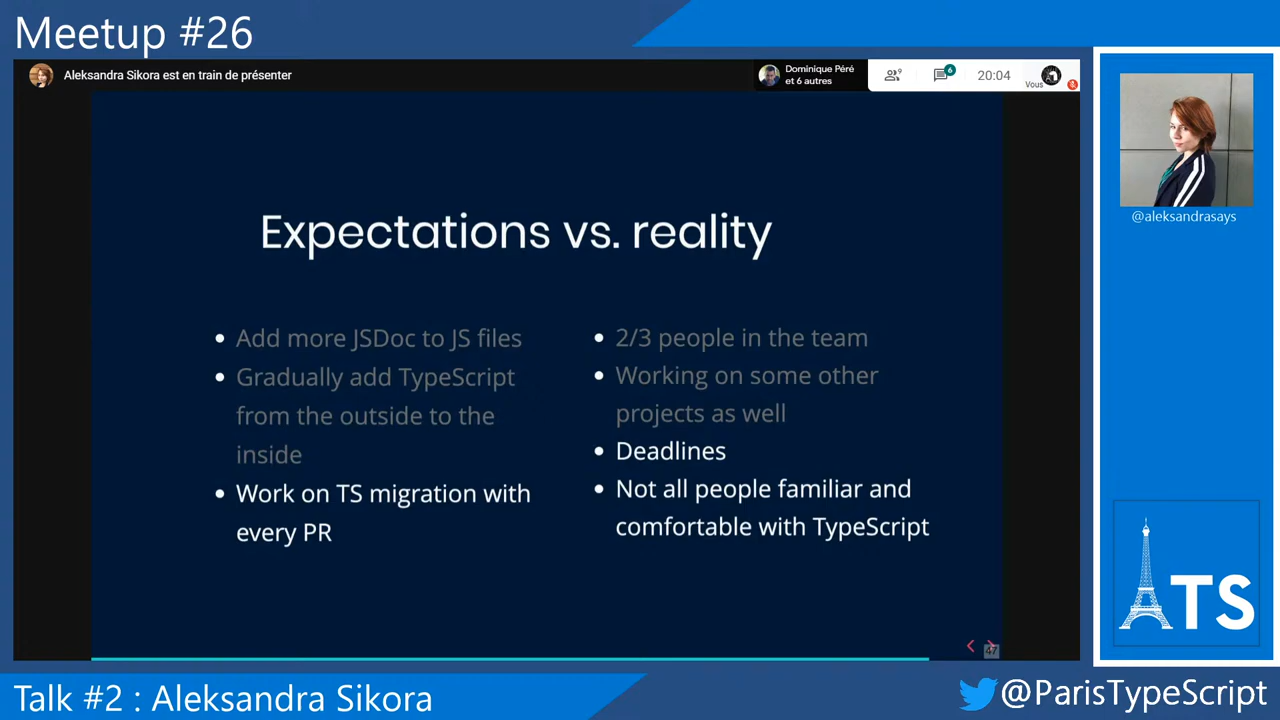 Meetup #26
Aleksandra Sikora est en train de présenter
Dominique Péré
et 6 autres
9
6
20:04
Vous
@aleksandrasays
Expectations vs. reality
Add more JSDoc to JS files
Gradually add TypeScript
from the outside to the
inside
Work on TS migration with
every PR
2/3 people in the team
Working on some other
projects as well
Deadlines
Not all people familiar and
comfortable with TypeScript
47
TS
Talk #2 : Aleksandra Sikora
@ParisTypeScript